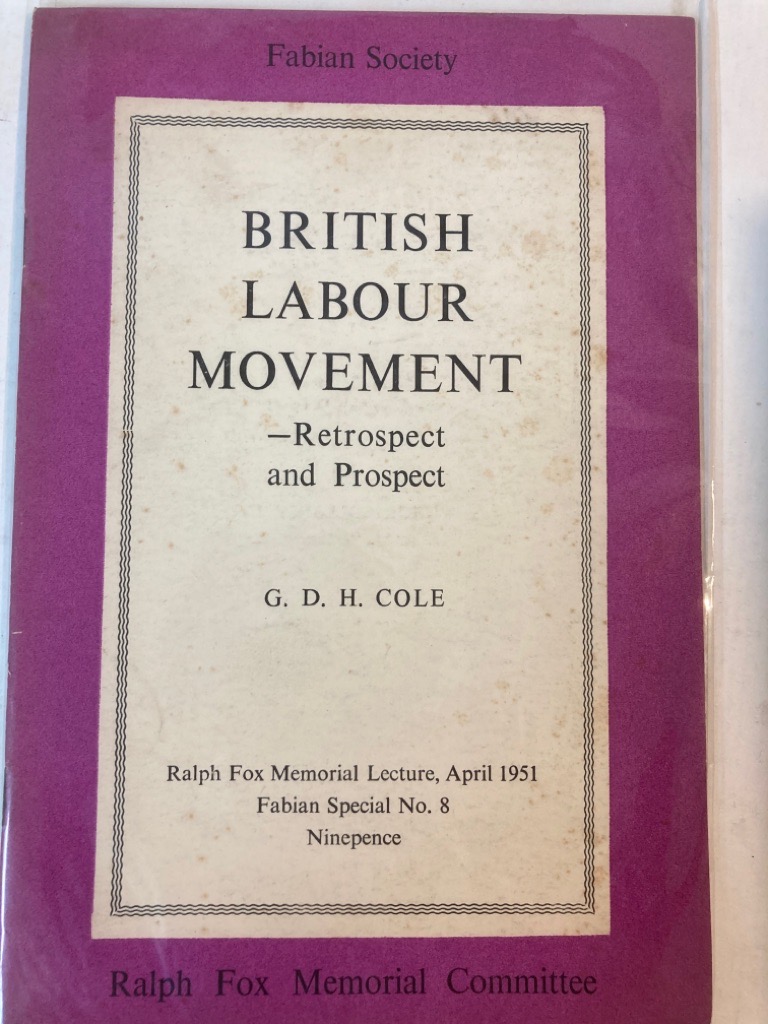 Fabian Society
BRITISH
LABOUR
MOVEMENT
—Retrospect
and Prospect
G. D. H. COLE
Ralph Fox Memorial Lecture, April 1951
Fabian Special No. 8
Ninepence
Ralph Fox Memorial Committee